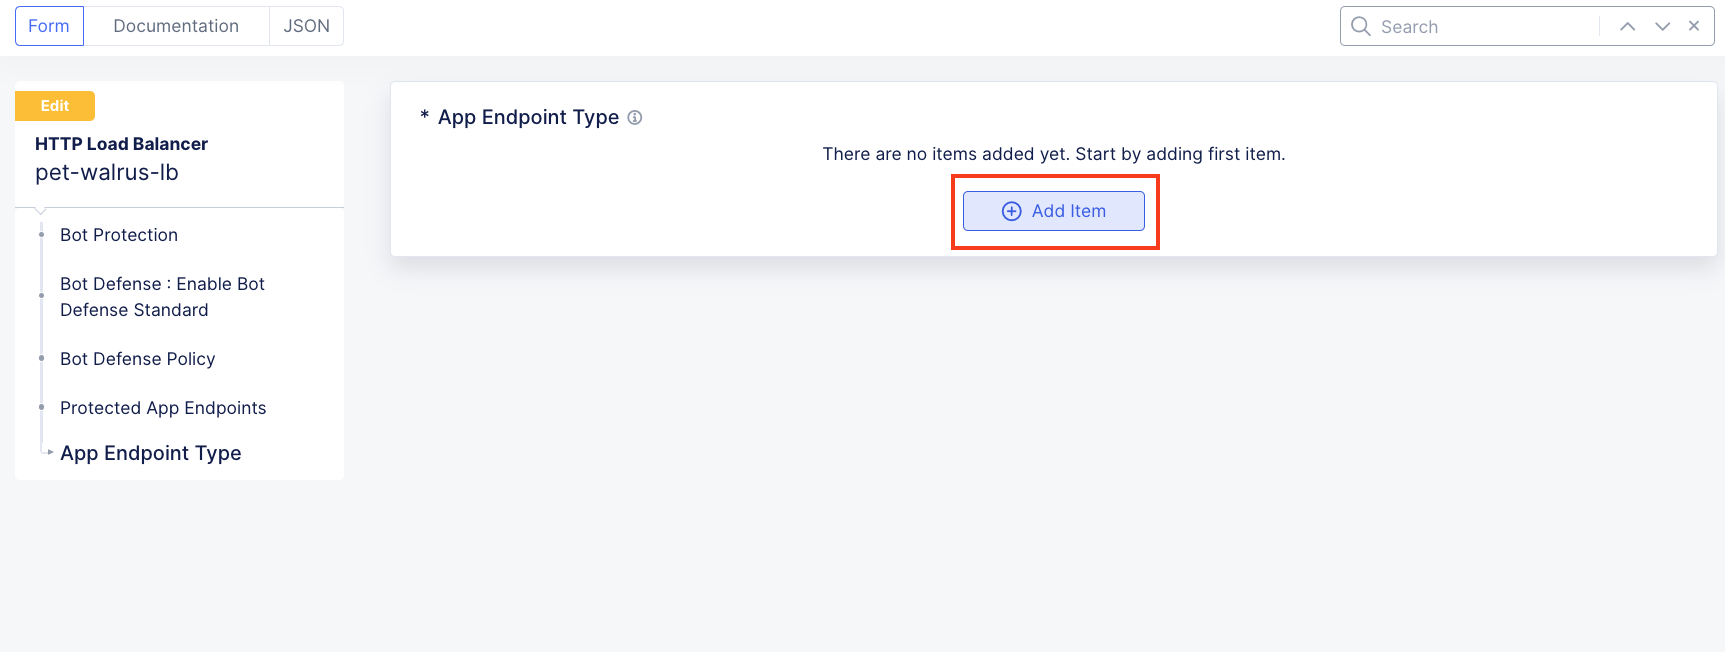 Form
Documentation
JSON
Search
Edit
HTTP Load Balancer
pet-walrus-lb
Bot Protection
Bot Defense : Enable Bot
Defense Standard
Bot Defense Policy
Protected App Endpoints
App Endpoint Type
* App Endpoint Type
There are no items added yet. Start by adding first item.
Add Item